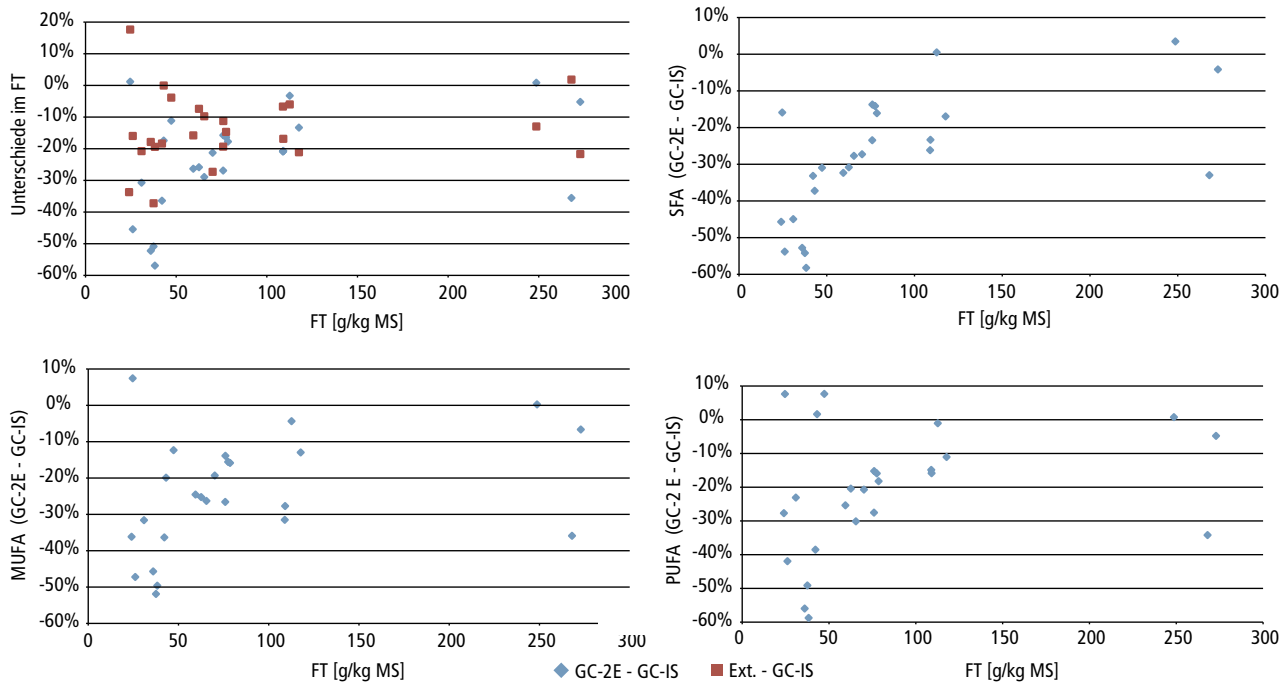 20%
10%
0%
-10%
-20%
-30%
-40%
-50%
-60%
Unterschiede im FT
0 50 100 150 200 250 300
FT [g/kg MS]
10%
0%
-10%
-20%
-30%
-40%
-50%
-60%
SFA (GC-2E - GC-IS)
0 50 100 150 200 250 300
FT [g/kg MS]
10%
0%
-10%
-20%
-30%
-40%
-50%
-60%
MUFA (GC-2E - GC-IS)
0 50 100 150 200 250 300
FT [g/kg MS]
10%
0%
-10%
-20%
-30%
-40%
-50%
-60%
PUFA (GC-2 E - GC-IS)
0 50 100 150 200 250 300
FT [g/kg MS]
GC-2E - GC-IS Ext. - GC-IS